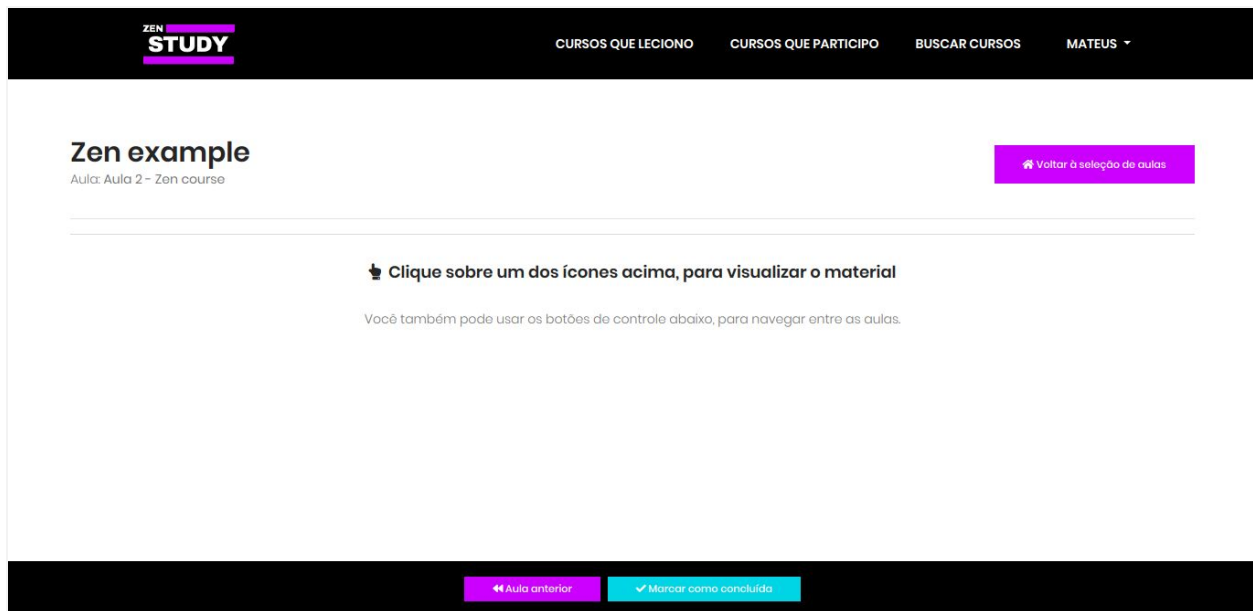 ZEN
STUDY
CURSOS QUE LECIONO
CURSOS QUE PARTICIPO
BUSCAR CURSOS
MATEUS
Zen example
Voltar à seleção de aulas
Aula: Aula 2 - Zen course
Clique sobre um dos ícones acima, para visualizar o material
Você também pode usar os botões de controle abaixo, para navegar entre as aulas.
Aula anterior
Marcar como concluída